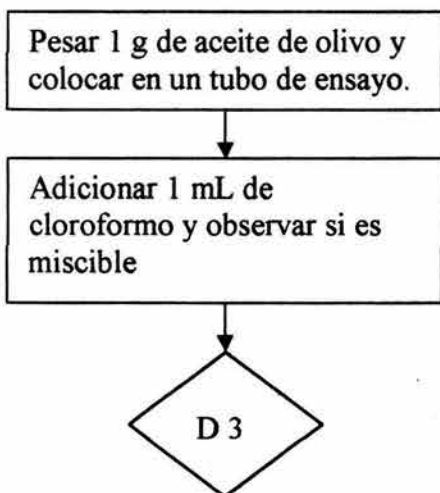 Pesar 1 g de aceite de olivo y
colocar en un tubo de ensayo.
Adicionar 1 mL de
cloroformo y observar si es
miscible
D 3